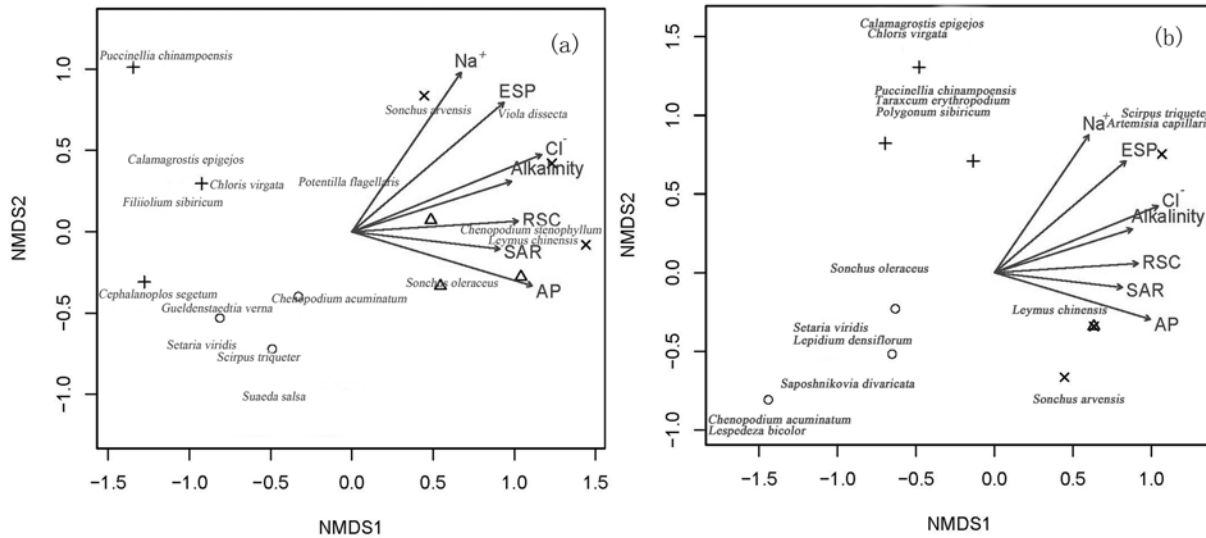 (a)
Puccinellia chinampoensis
Na+
Sonchus arvensis
ESP
Viola dissecta
Cl-
Calamagrostis epigejos
Alkalinity
Chloris virgata
Potentilla flagellaris
Filiiolium sibiricum
RSC
Chenopodium stenophyllum
Leymus chinensis
SAR
Cephalanoplos segetum
Sonchus oleraceus
AP
Gueldenstaedtia verna
Chenopodium acuminatum
Setaria viridis
Scirpus triqueter
Suaeda salsa
1.0
0.5
0.0
−0.5
−1.0
NMDS2
−1.5
−1.0
−0.5
0.0
0.5
1.0
1.5
NMDS1
(b)
Calamagrostis epigejos
Chloris virgata
Puccinellia chinampoensis
Taraxcum erythropodium
Polygonum sibiricum
Scirpus triqueter
Na+
Artemisia capillari
ESP
Cl-
Alkalinity
Sonchus oleraceus
RSC
SAR
Leymus chinensis
AP
Setaria viridis
Lepidium densiflorum
Saposhnikovia divaricata
Sonchus arvensis
Chenopodium acuminatum
Lespedeza bicolor
1.5
1.0
0.5
0.0
−0.5
−1.0
NMDS2
−1.5
−1.0
−0.5
0.0
0.5
1.0
NMDS1